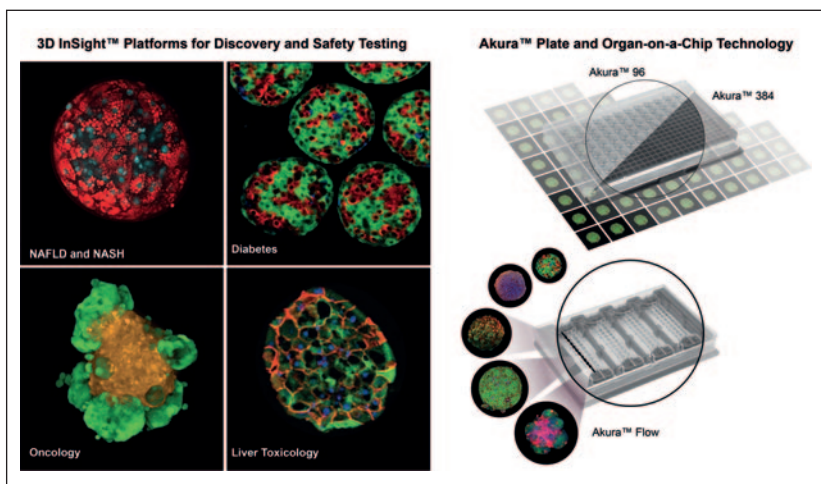 3D InSight™ Platforms for Discovery and Safety Testing
NAFLD and NASH
Diabetes
Oncology
Liver Toxicology
Akura™ Plate and Organ-on-a-Chip Technology
Akura™ 96
Akura™ 384
Akura™ Flow